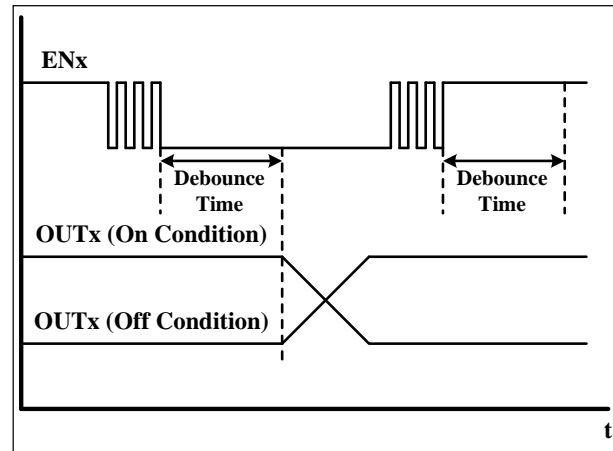 ENx
Debounce
Time
Debounce
Time
OUTx (On Condition)
OUTx (Off Condition)
t